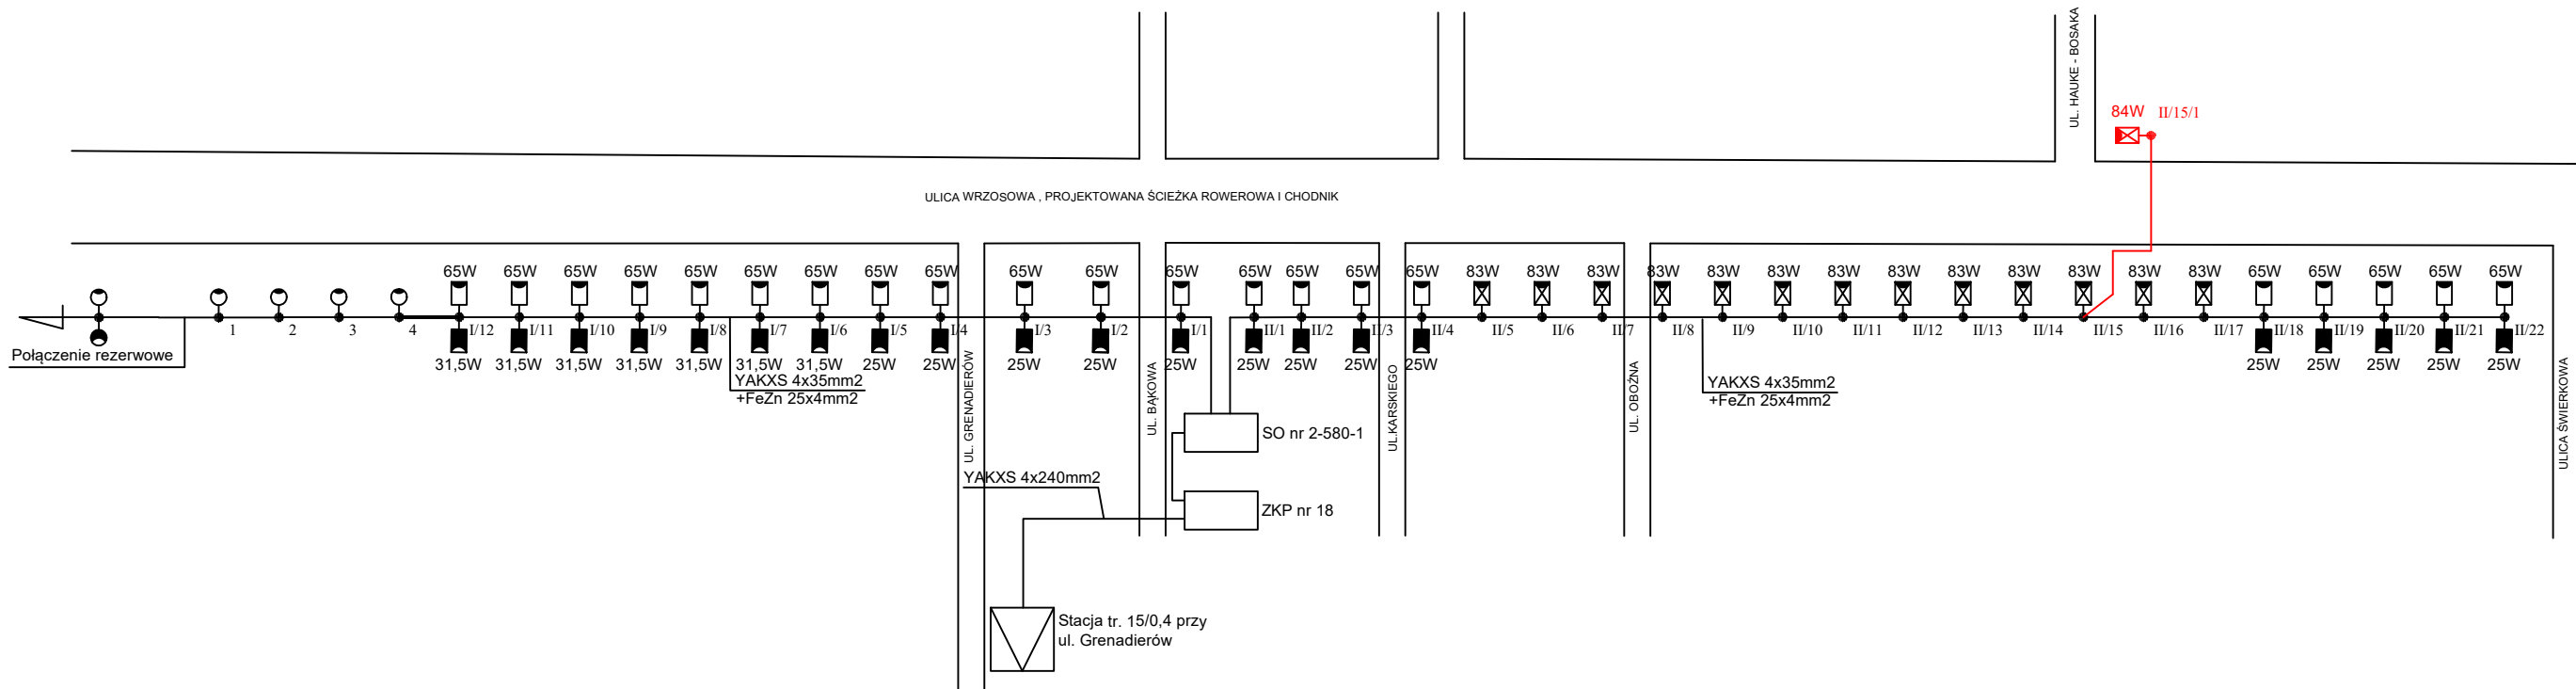 UL. HAUKE - BOSAKA
84W II/15/1
ULICA WRZOSOWA , PROJEKTOWANA ŚCIEŻKA ROWEROWA I CHODNIK
65W 65W 65W 65W 65W 65W 65W 65W 65W 65W 65W 65W 65W 65W 65W 65W 83W 83W 83W 83W 83W 83W 83W 83W 83W 83W 83W 83W 83W 65W 65W 65W 65W 65W
1 2 3 4 I/12 I/11 I/10 I/9 I/8 I/7 I/6 I/5 I/4 I/3 I/2 I/1 II/1 II/2 II/3 II/4 II/5 II/6 II/7 II/8 II/9 II/10 II/11 II/12 II/13 II/14 II/15 II/16 II/17 II/18 II/19 II/20 II/21 II/22
Połączenie rezerwowe
31,5W 31,5W 31,5W 31,5W 31,5W 31,5W 31,5W 25W 25W 25W 25W 25W 25W 25W 25W 25W 25W 25W 25W 25W 25W
YAKXS 4x35mm2
+FeZn 25x4mm2
YAKXS 4x35mm2
+FeZn 25x4mm2
UL. GRENADIERÓW
UL. BĄKOWA
UL.KARSKIEGO
UL. OBOŹNA
ULICA ŚWIERKOWA
SO nr 2-580-1
YAKXS 4x240mm2
ZKP nr 18
Stacja tr. 15/0,4 przy
ul. Grenadierów